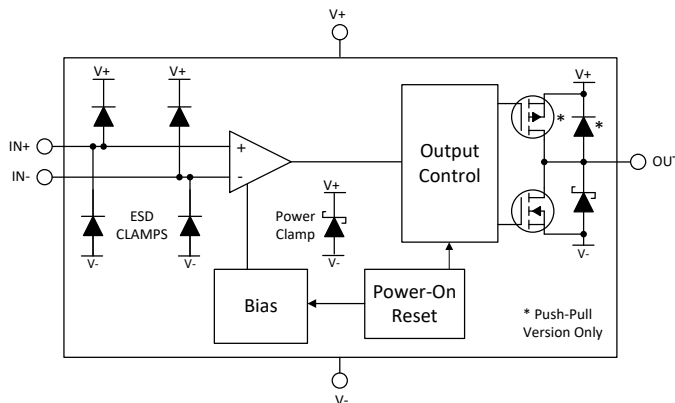 V+
V+
V+
V+
IN+
IN-
+
-
Output
Control
*
*
OUT
ESD
CLAMPS
Power
Clamp
V+
V-
V-
V-
V-
Bias
Power-On
Reset
* Push-Pull
Version Only
V-